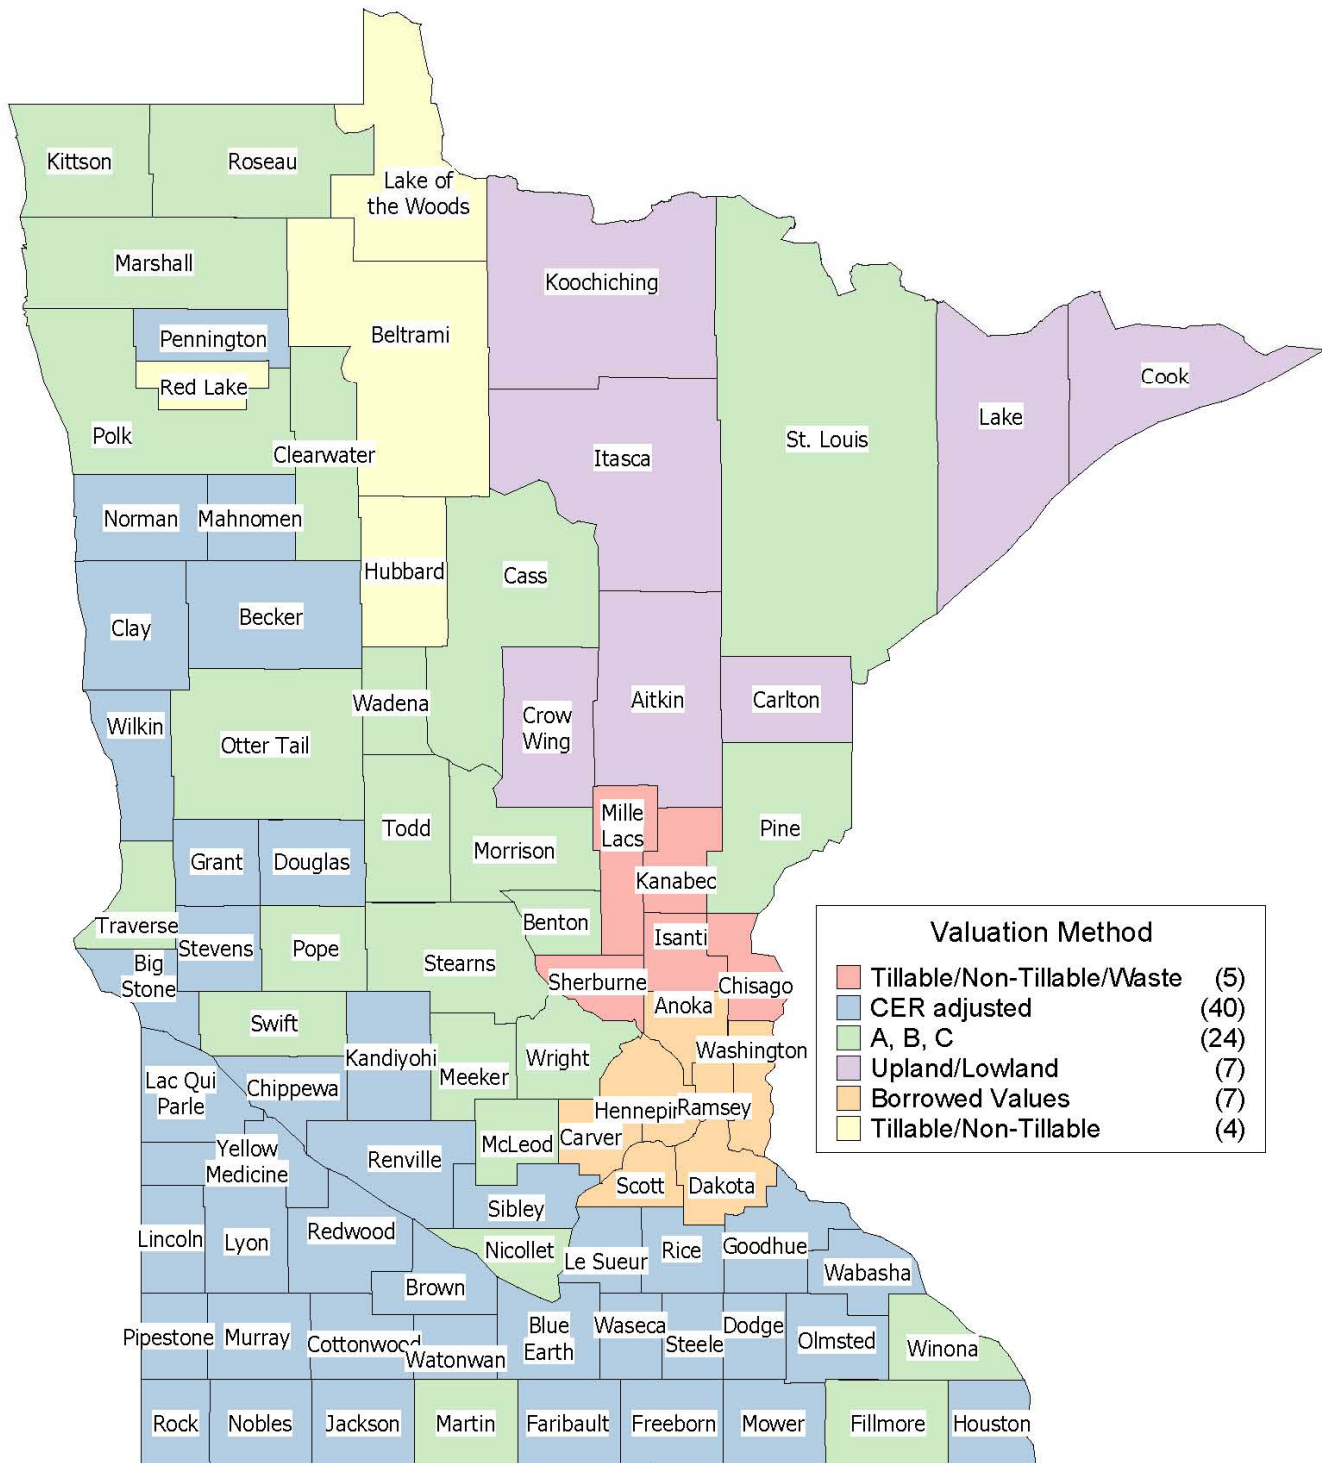 Kittson
Roseau
Lake of
the Woods
Marshall
Koochiching
Pennington
Beltrami
Red Lake
Cook
Lake
Polk
St. Louis
Clearwater
Itasca
Norman
Mahnomen
Hubbard
Cass
Becker
Clay
Wadena
Aitkin
Carlton
Crow
Wing
Wilkin
Otter Tail
Mille
Lacs
Todd
Pine
Morrison
Grant
Douglas
Kanabec
Traverse
Benton
Isanti
Stevens
Pope
Stearns
Big
Stone
Sherburne
Chisago
Anoka
Swift
Washington
Kandiyohi
Wright
Meeker
Lac Qui
Parle
Chippewa
Hennepin
Ramsey
Carver
McLeod
Yellow
Medicine
Renville
Scott
Dakota
Sibley
Lincoln
Lyon
Redwood
Nicollet
Le Sueur
Rice
Goodhue
Wabasha
Brown
Pipestone
Murray
Cottonwood
Watonwan
Blue
Earth
Waseca
Steele
Dodge
Olmsted
Winona
Rock
Nobles
Jackson
Martin
Faribault
Freeborn
Mower
Fillmore
Houston
Valuation Method
Tillable/Non-Tillable/Waste (5)
CER adjusted (40)
A, B, C (24)
Upland/Lowland (7)
Borrowed Values (7)
Tillable/Non-Tillable (4)